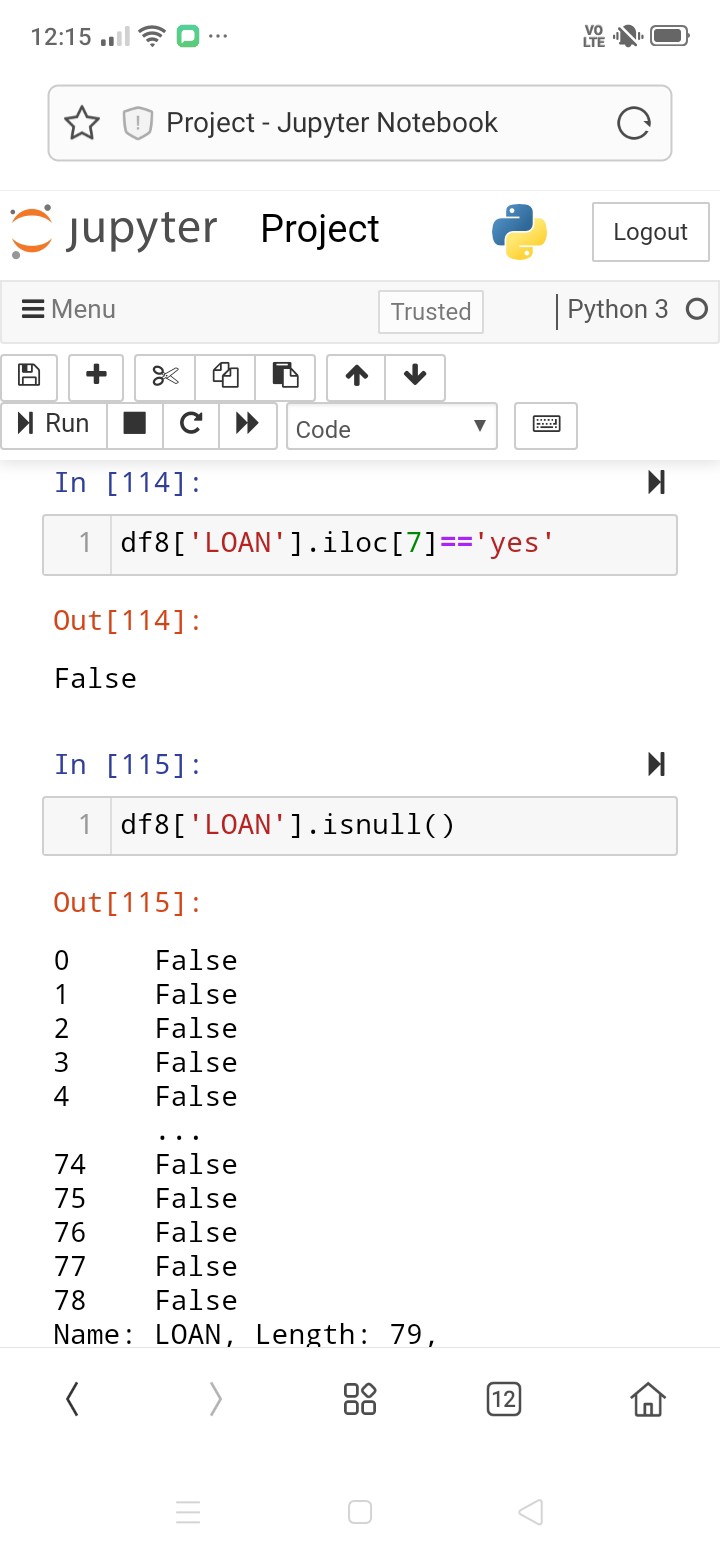 12:15 ... VO LTE
Project - Jupyter Notebook
jupyter Project Logout
Menu Trusted Python 3
Run Code
In [114]:
1 df8['LOAN'].iloc[7]=='yes'
Out[114]:
False
In [115]:
1 df8['LOAN'].isnull()
Out[115]:
0 False
1 False
2 False
3 False
4 False
...
74 False
75 False
76 False
77 False
78 False
Name: LOAN, Length: 79,
12